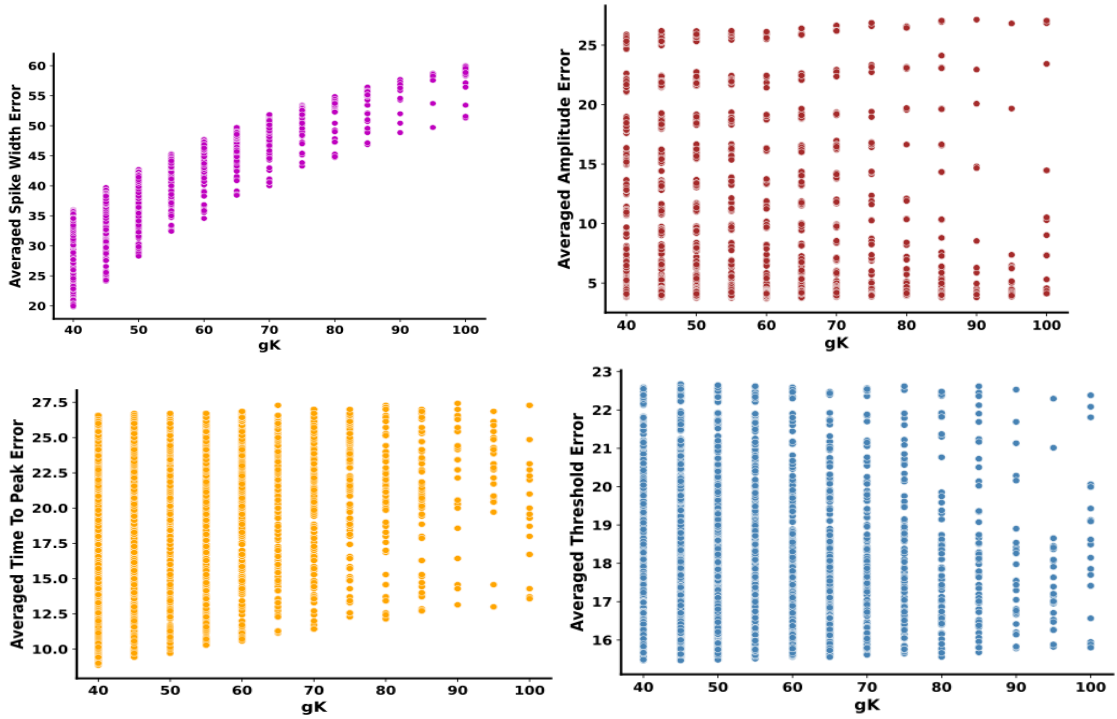 Averaged Spike Width Error
60
55
50
45
40
35
30
25
20
40 50 60 70 80 90 100
gK
Averaged Amplitude Error
25
20
15
10
5
40 50 60 70 80 90 100
gK
Averaged Time To Peak Error
27.5
25.0
22.5
20.0
17.5
15.0
12.5
10.0
40 50 60 70 80 90 100
gK
Averaged Threshold Error
23
22
21
20
19
18
17
16
40 50 60 70 80 90 100
gK